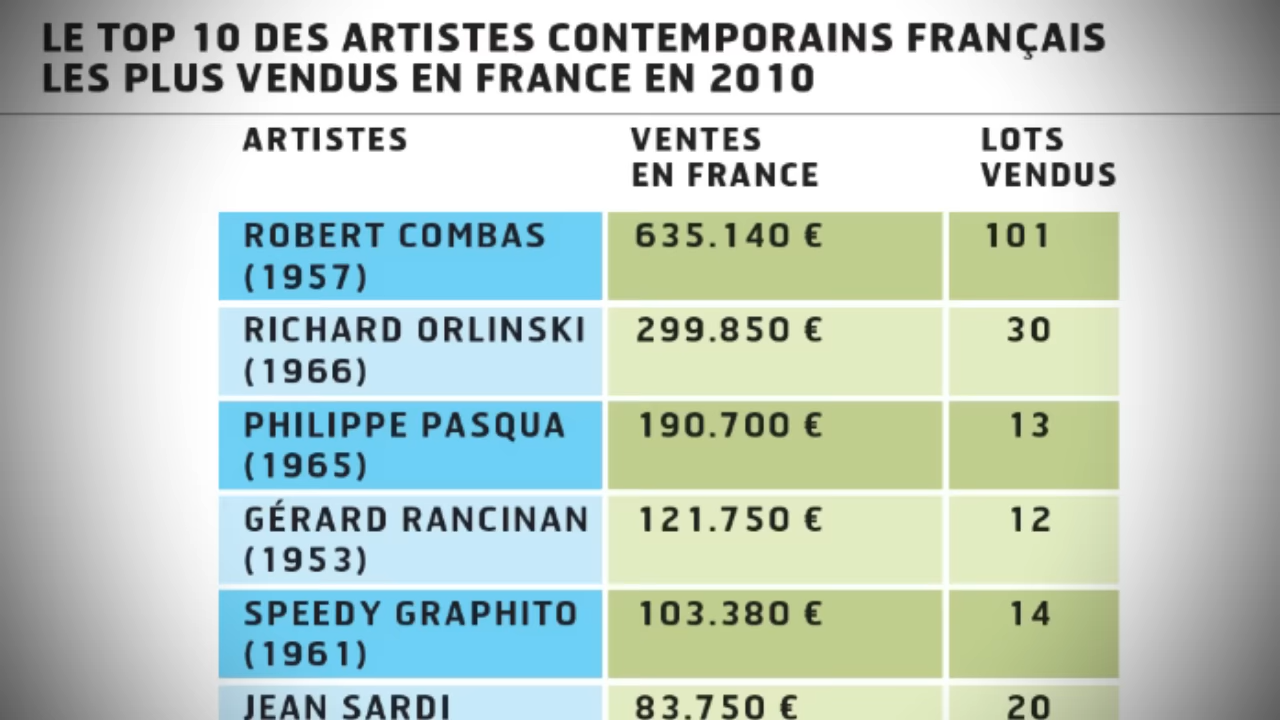 LE TOP 10 DES ARTISTES CONTEMPORAINS FRANÇAIS
LES PLUS VENDUS EN FRANCE EN 2010
ARTISTES
VENTES
EN FRANCE
LOTS
VENDUS
ROBERT COMBAS
(1957)
635.140 €
101
RICHARD ORLINSKI
(1966)
299.850 €
30
PHILIPPE PASQUA
(1965)
190.700 €
13
GÉRARD RANCINAN
(1953)
121.750 €
12
SPEEDY GRAPHITO
(1961)
103.380 €
14
JEAN SARDI
83.750 €
20